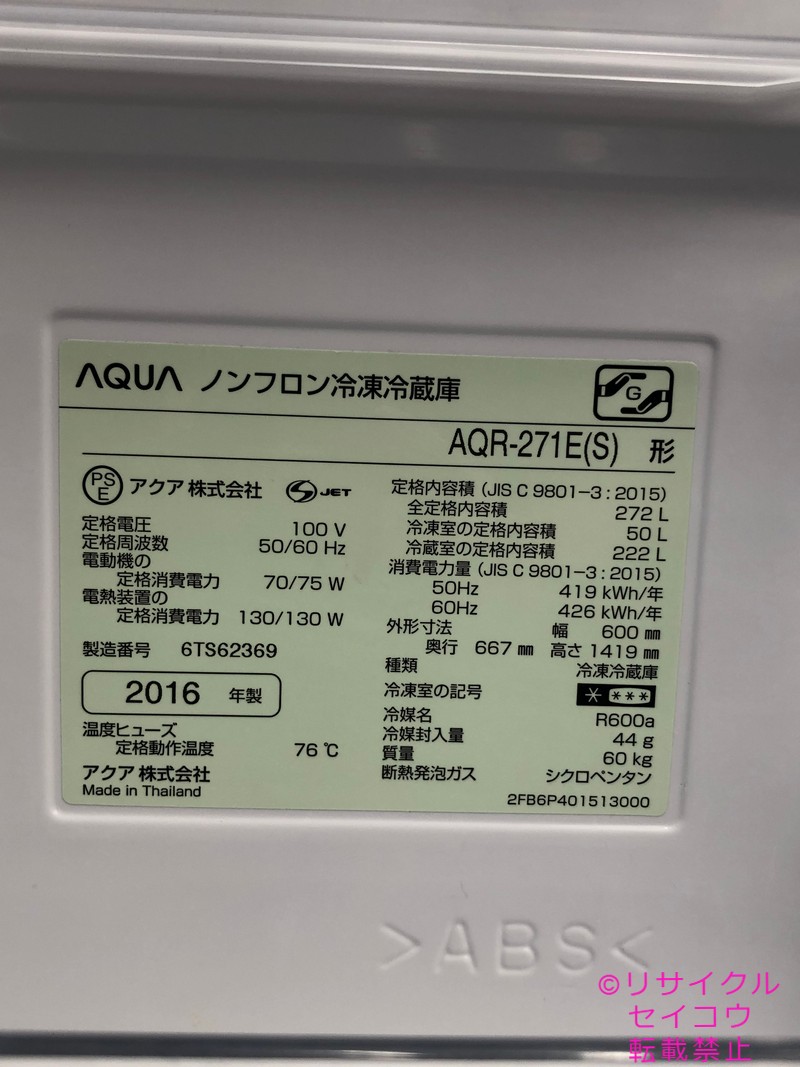 AQUA ノンフロン冷凍冷蔵庫
G
AQR-271E(S) 形
PS E アクア 株式会社 S JET
定格電圧 100 V
定格周波数 50/60 Hz
電動機の
定格消費電力 70/75 W
電熱装置の
定格消費電力 130/130 W
製造番号 6TS62369
2016 年製
温度ヒューズ
定格動作温度 76 ℃
アクア 株式会社
Made in Thailand
定格内容積 (JIS C 9801-3 : 2015)
全定格内容積 272 L
冷凍室の定格内容積 50 L
冷蔵室の定格内容積 222 L
消費電力量 (JIS C 9801-3 : 2015)
50Hz 419 kWh/年
60Hz 426 kWh/年
外形寸法 幅 600 ㎜
奥行 667 ㎜ 高さ 1419 ㎜
種類 冷凍冷蔵庫
冷凍室の記号 * ***
冷媒名 R600a
冷媒封入量 44 g
質量 60 kg
断熱発泡ガス シクロペンタン
2FB6P401513000
>ABS<
©リサイクル
セイコウ
転載禁止